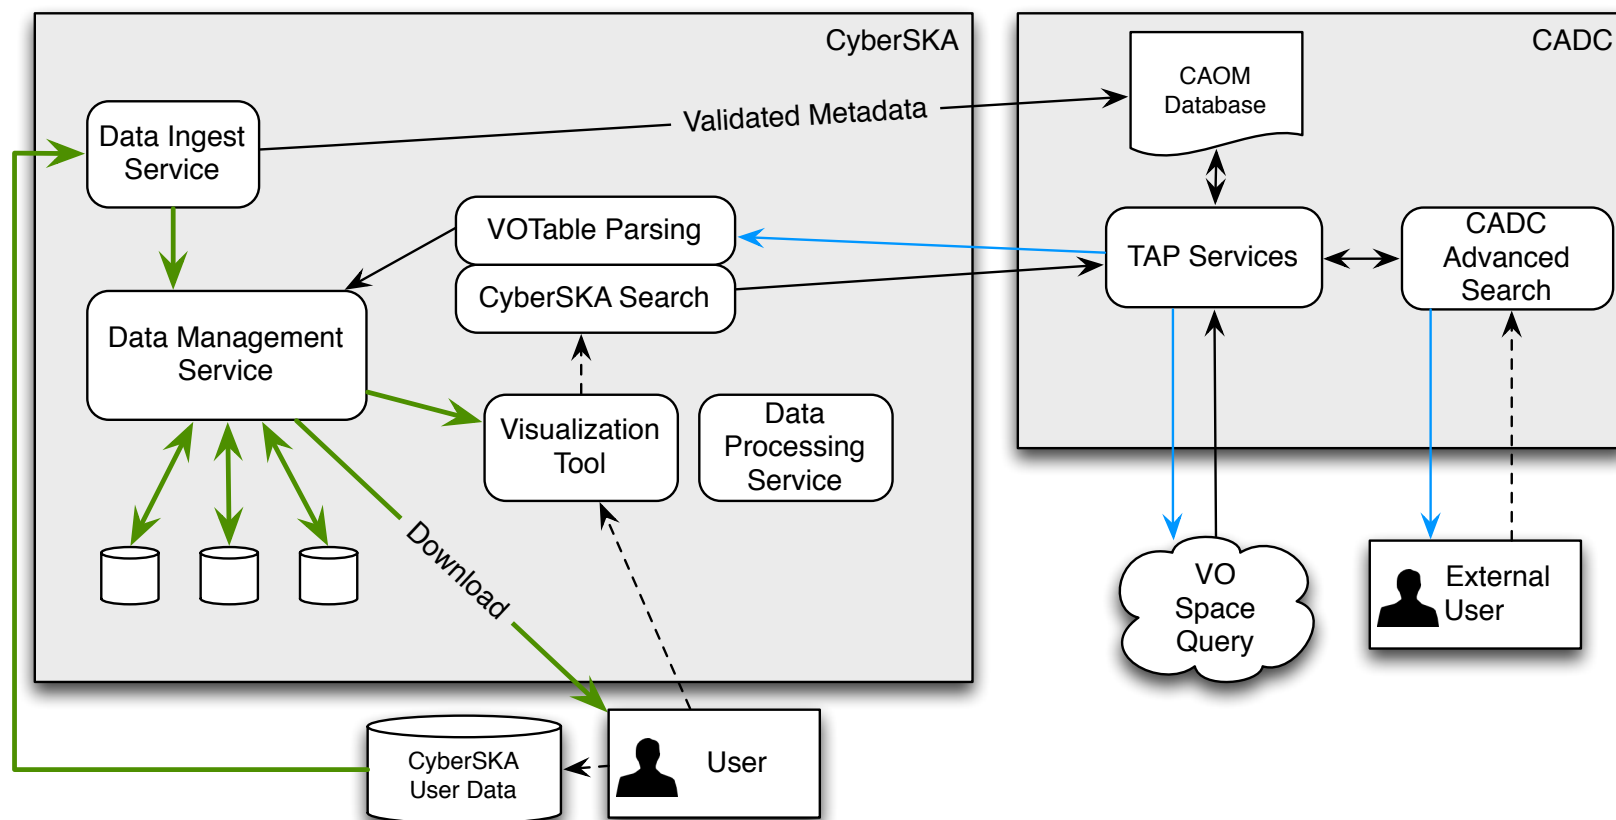 CyberSKA
CADC
CAOM
Database
Data Ingest
Service
Validated Metadata
VOTable Parsing
CyberSKA Search
TAP Services
CADC
Advanced
Search
Data Management
Service
Visualization
Tool
Data
Processing
Service
Download
VO
Space
Query
External
User
CyberSKA
User Data
User